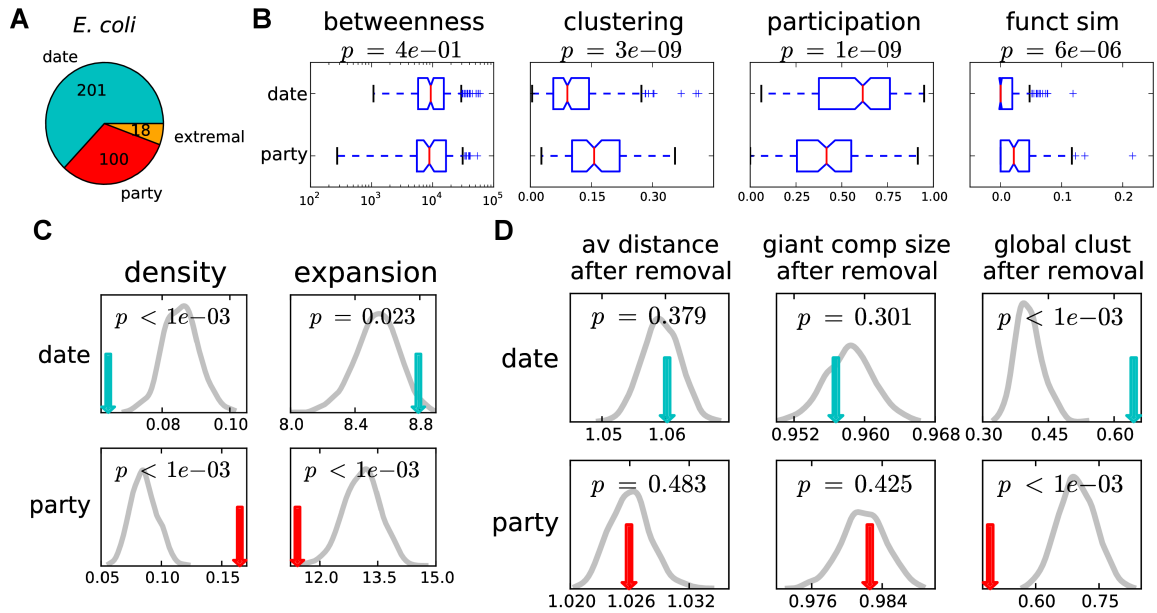 A
E. coli
date
201
18
extremal
100
party
B
betweenness clustering participation funct sim
p = 4e−01 p = 3e−09 p = 1e−09 p = 6e−06
date
party
10² 10³ 10⁴ 10⁵ 0.00 0.15 0.30 0.00 0.25 0.50 0.75 1.00 0.0 0.1 0.2
C
density expansion
date
p < 1e−03 p = 0.023
0.08 0.10 8.0 8.4 8.8
party
p < 1e−03 p < 1e−03
0.05 0.10 0.15 12.0 13.5 15.0
D
av distance giant comp size global clust
after removal after removal after removal
date
p = 0.379 p = 0.301 p < 1e−03
1.05 1.06 0.952 0.960 0.968 0.30 0.45 0.60
party
p = 0.483 p = 0.425 p < 1e−03
1.020 1.026 1.032 0.976 0.984 0.60 0.75